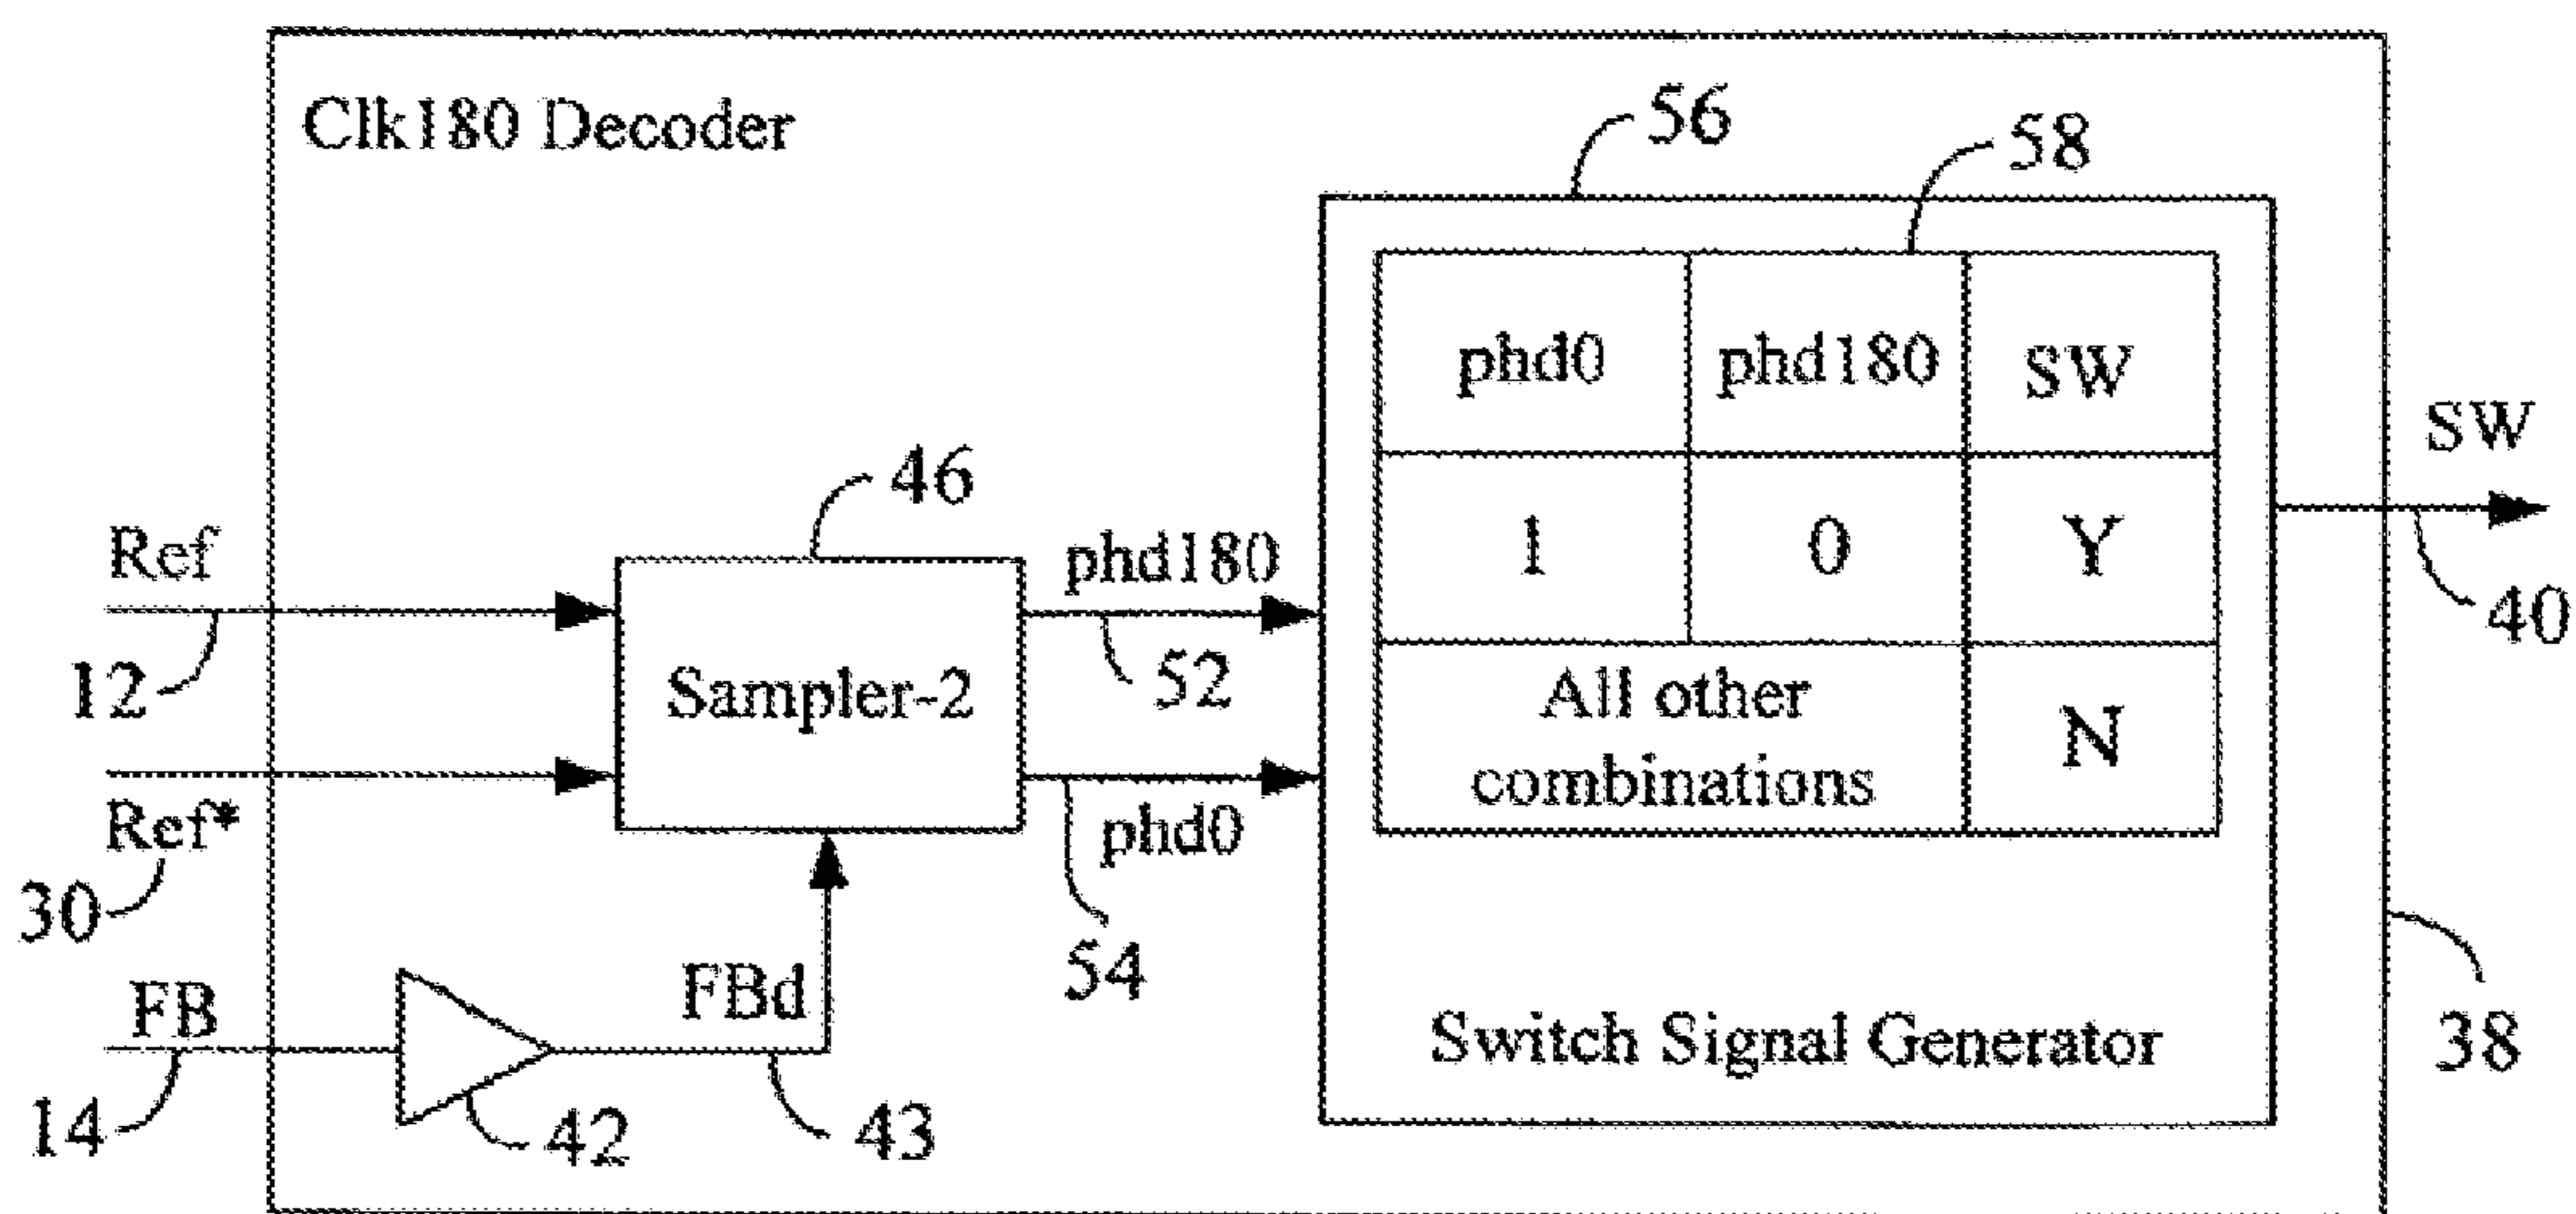 Clk180 Decoder
56
58
phd0 phd180 SW
1 0 Y
All other
combinations
N
SW
40
46
Ref
12
Sampler-2
phd180
52
Ref*
30
phd0
54
FB
14
42
FBd
43
Switch Signal Generator
38